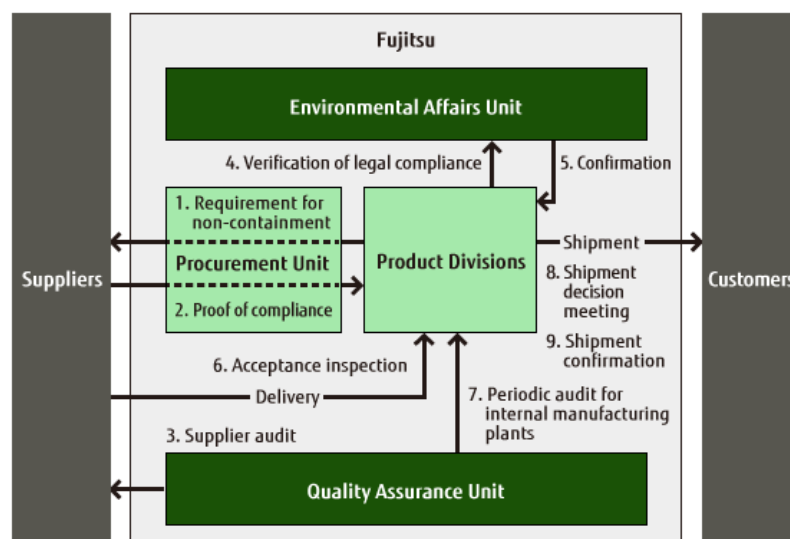 Fujitsu
Environmental Affairs Unit
4. Verification of legal compliance
5. Confirmation
1. Requirement for
non-containment
Procurement Unit
2. Proof of compliance
Product Divisions
Suppliers
Shipment
8. Shipment
decision
meeting
9. Shipment
confirmation
Customers
6. Acceptance inspection
Delivery
7. Periodic audit for
internal manufacturing
plants
3. Supplier audit
Quality Assurance Unit